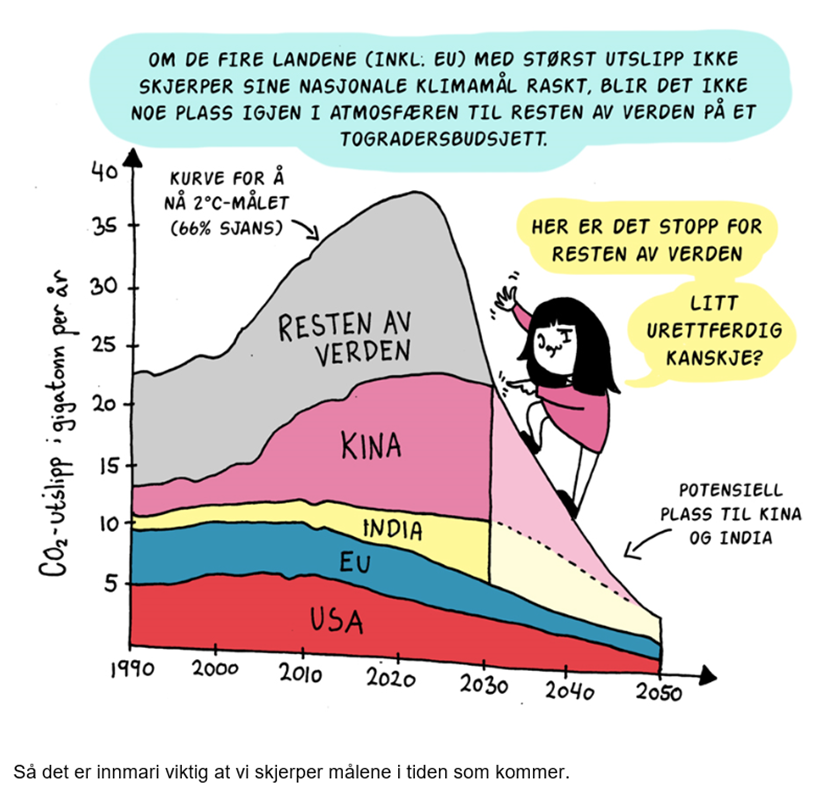 OM DE FIRE LANDENE (INKL. EU) MED STØRST UTSLIPP IKKE
SKJERPER SINE NASJONALE KLIMAMÅL RASKT, BLIR DET IKKE
NOE PLASS IGJEN I ATMOSFÆREN TIL RESTEN AV VERDEN PÅ ET
TOGRADERSBUDSJETT.
KURVE FOR Å
NÅ 2°C-MÅLET
(66% SJANS)
HER ER DET STOPP FOR
RESTEN AV VERDEN
LITT
URETTFERDIG
KANSKJE?
CO₂-utslipp i gigatonn per år
40
35
30
25
20
15
10
5
RESTEN AV
VERDEN
KINA
INDIA
EU
USA
POTENSIELL
PLASS TIL KINA
OG INDIA
1990
2000
2010
2020
2030
2040
2050
Så det er innmari viktig at vi skjerper målene i tiden som kommer.